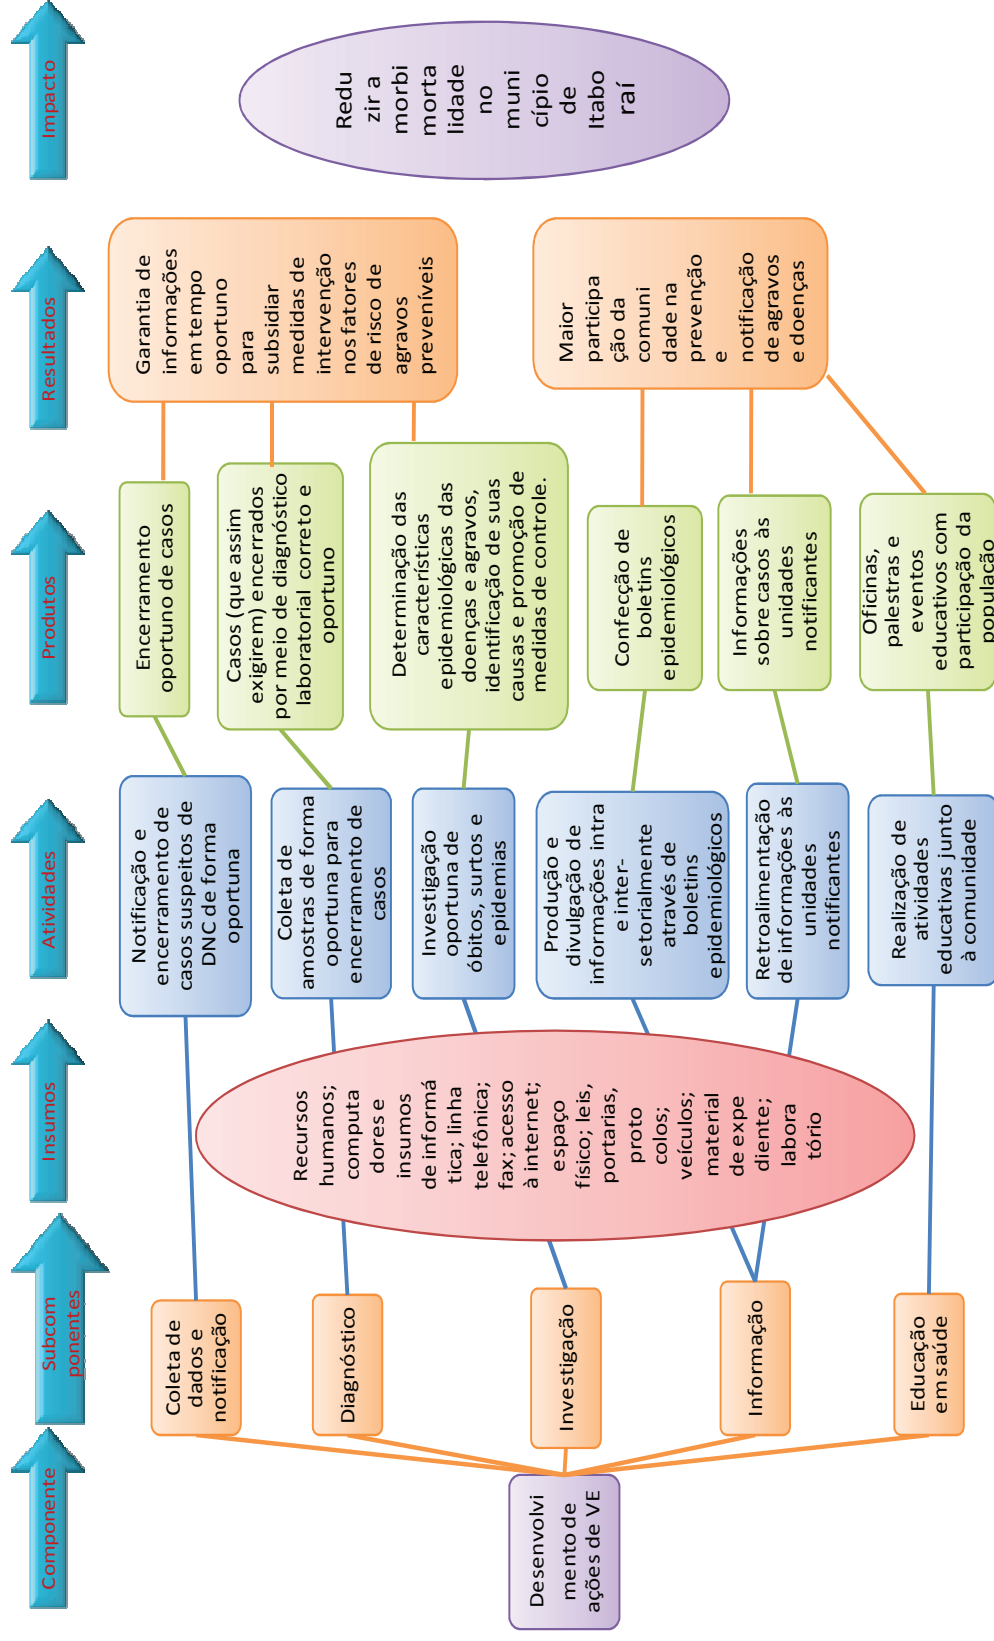 Componente
Subcom
ponentes
Insumos
Atividades
Produtos
Resultados
Impacto
Desenvolvi
mento de
ações de VE
Coleta de
dados e
notificação
Diagnóstico
Investigação
Informação
Educação
em saúde
Recursos
humanos;
computa
dores e
insumos
de informá
tica; linha
telefônica;
fax; acesso
à internet;
espaço
físico; leis,
portarias,
proto
colos;
veículos;
material
de expe
diente;
labora
tório
Notificação e
encerramento de
casos suspeitos de
DNC de forma
oportuna
Coleta de
amostras de forma
oportuna para
encerramento de
casos
Investigação
oportuna de
óbitos, surtos e
epidemias
Produção e
divulgação de
informações intra
e inter-
setorialmente
através de
boletins
epidemiológicos
Retroalimentação
de informações às
unidades
notificantes
Realização de
atividades
educativas junto
à comunidade
Encerramento
oportuno de casos
Casos (que assim
exigirem) encerrados
por meio de diagnóstico
laboratorial correto e
oportuno
Determinação das
características
epidemiológicas das
doenças e agravos,
identificação de suas
causas e promoção de
medidas de controle.
Confecção de
boletins
epidemiológicos
Informações
sobre casos às
unidades
notificantes
Oficinas,
palestras e
eventos
educativos com
participação da
população
Garantia de
informações
em tempo
oportuno
para
subsidiar
medidas de
intervenção
nos fatores
de risco de
agravos
preveníveis
Maior
participa
ção da
comuni
dade na
prevenção
e
notificação
de agravos
e doenças
Redu
zir a
morbi
morta
lidade
no
muni
cípio
de
Itabo
raí